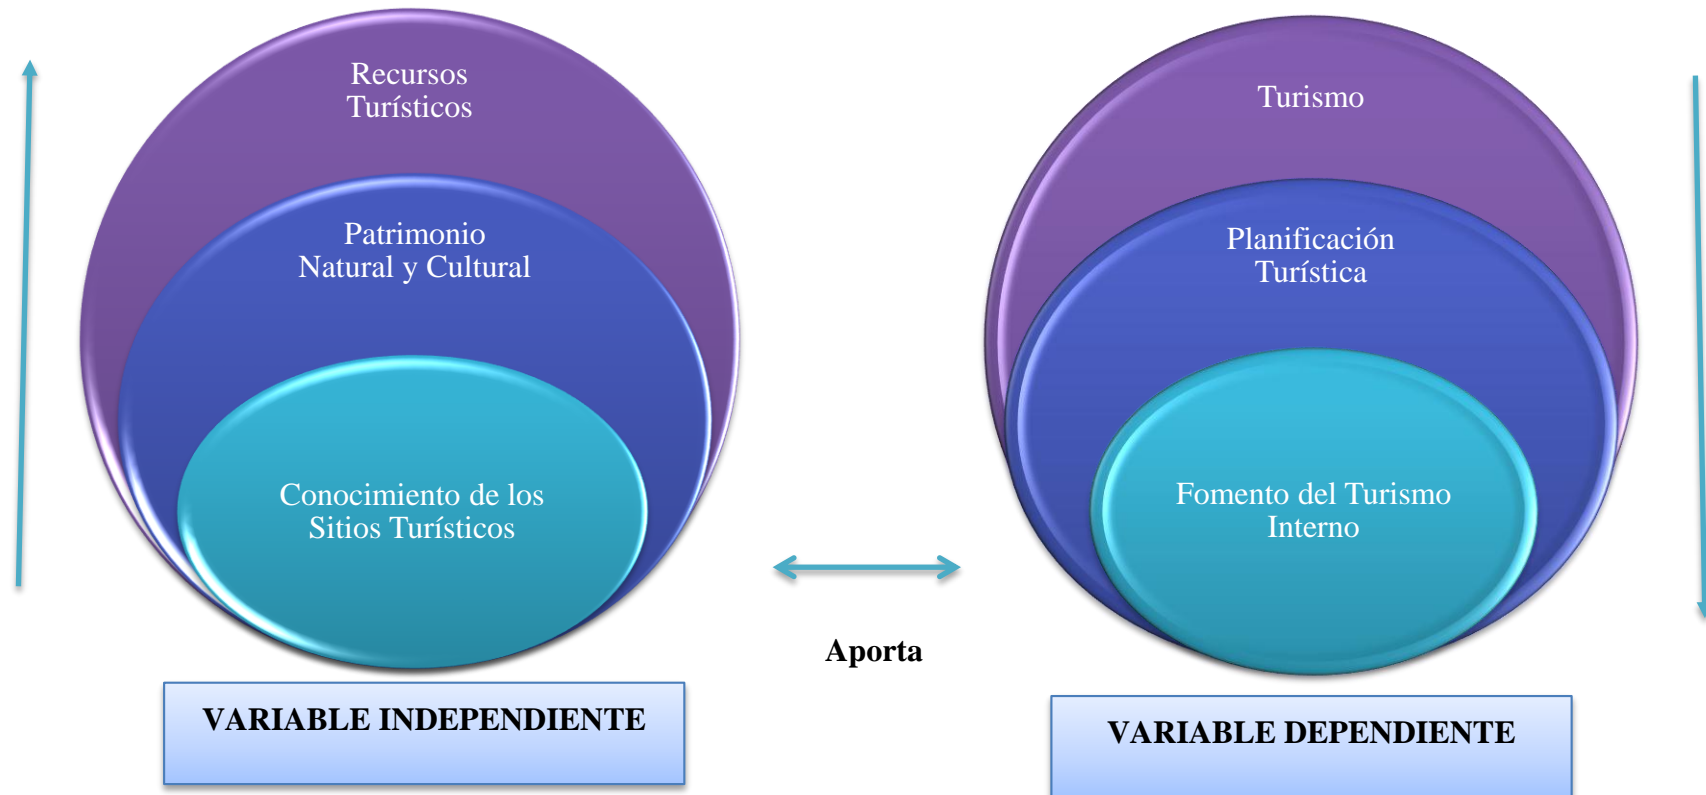 Recursos
Turísticos
Patrimonio
Natural y Cultural
Conocimiento de los
Sitios Turísticos
VARIABLE INDEPENDIENTE
Aporta
Turismo
Planificación
Turística
Fomento del Turismo
Interno
VARIABLE DEPENDIENTE